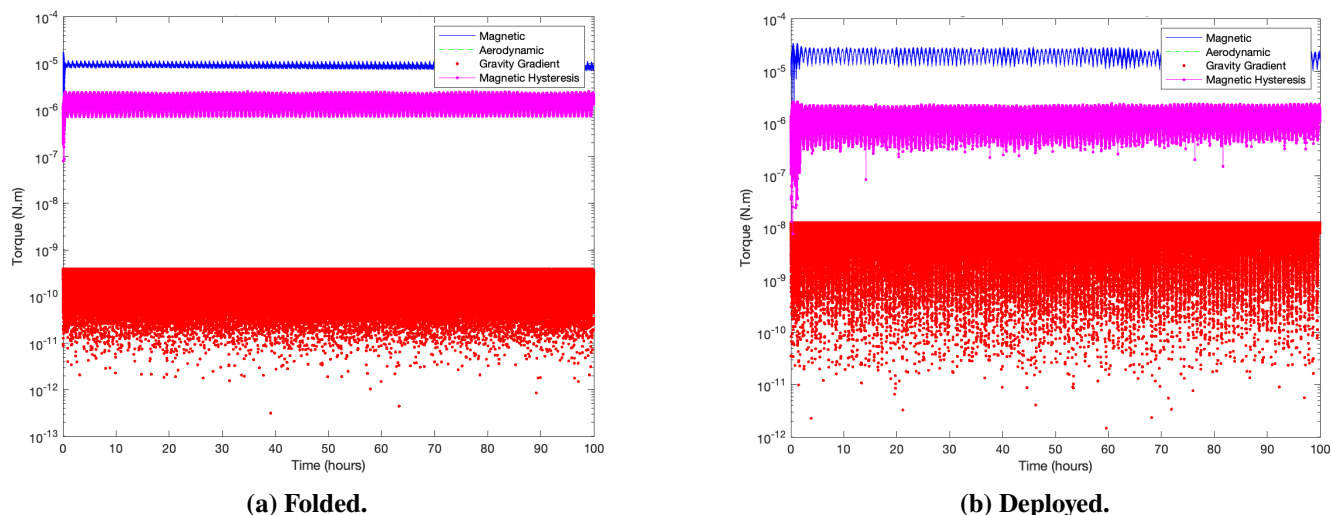 10^-4
10^-5
10^-6
10^-7
10^-8
10^-9
10^-10
10^-11
10^-12
10^-13
Torque (N.m)
0 10 20 30 40 50 60 70 80 90 100
Time (hours)
Magnetic
Aerodynamic
Gravity Gradient
Magnetic Hysteresis
(a) Folded.
10^-4
10^-5
10^-6
10^-7
10^-8
10^-9
10^-10
10^-11
10^-12
Torque (N.m)
0 10 20 30 40 50 60 70 80 90 100
Time (hours)
Magnetic
Aerodynamic
Gravity Gradient
Magnetic Hysteresis
(b) Deployed.